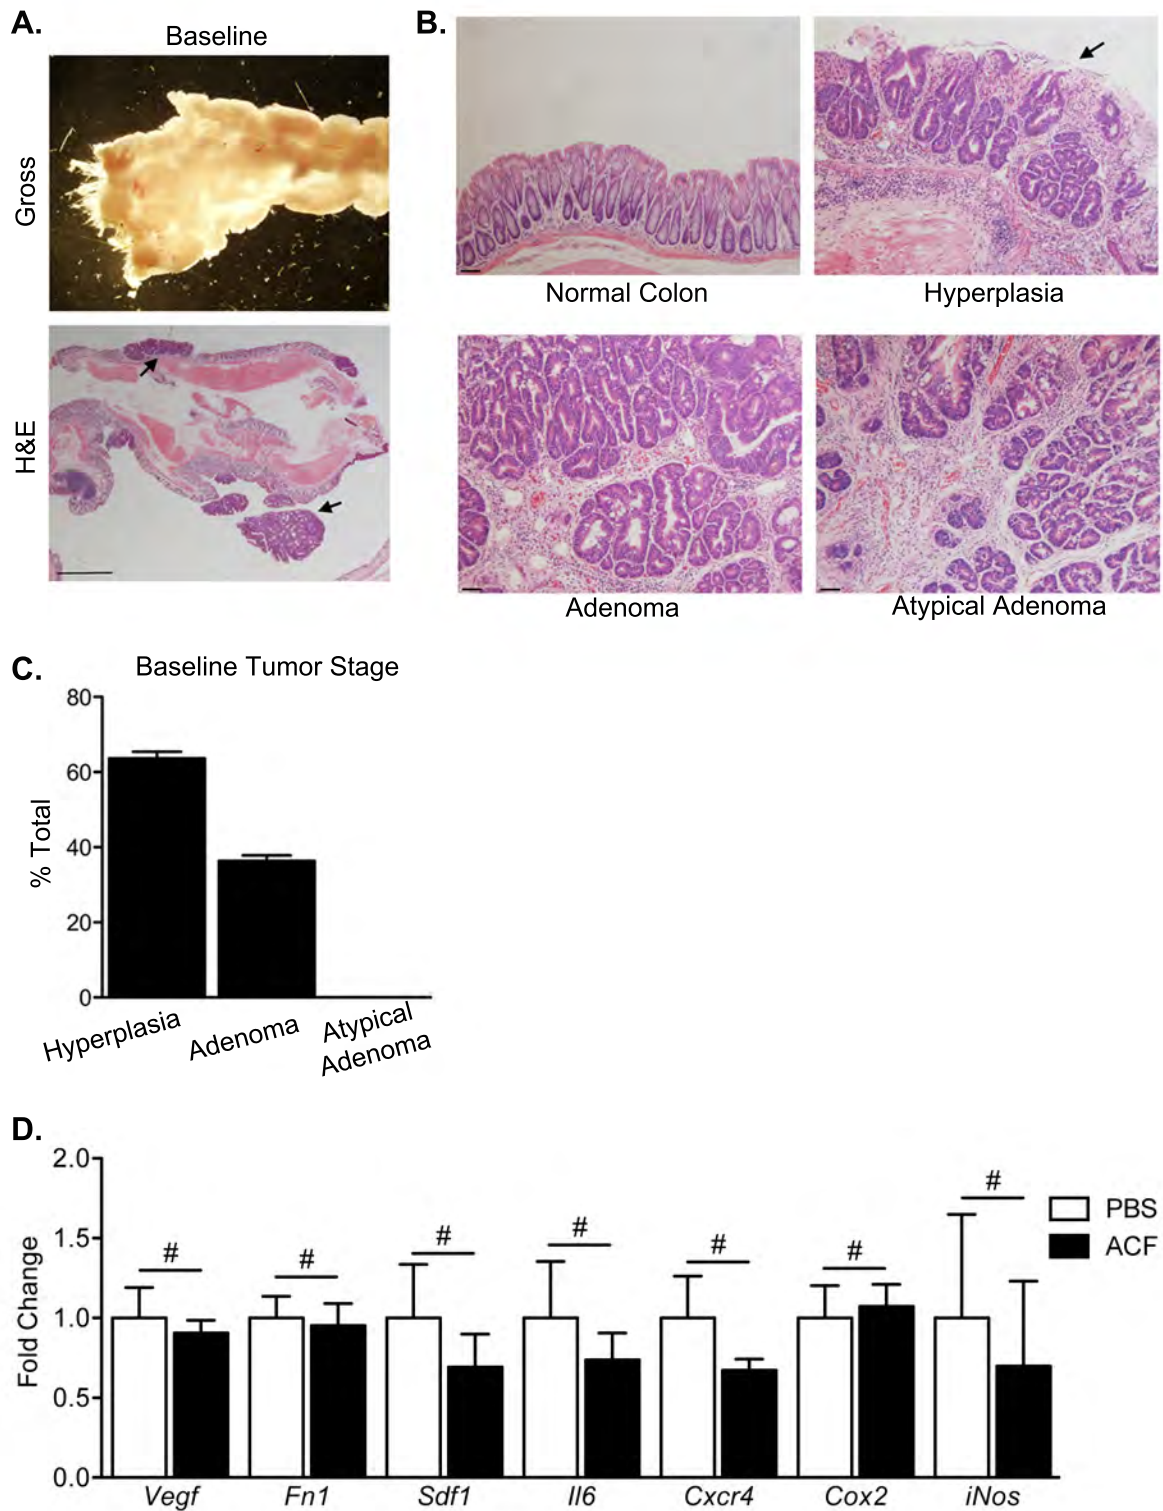 A.
Baseline
Gross
H&E
B.
Normal Colon
Hyperplasia
Adenoma
Atypical Adenoma
C.
Baseline Tumor Stage
% Total
80
60
40
20
0
Hyperplasia
Adenoma
Atypical
Adenoma
D.
Fold Change
2.0
1.5
1.0
0.5
0.0
# # # # # # #
PBS
ACF
Vegf Fn1 Sdf1 Il6 Cxcr4 Cox2 iNos